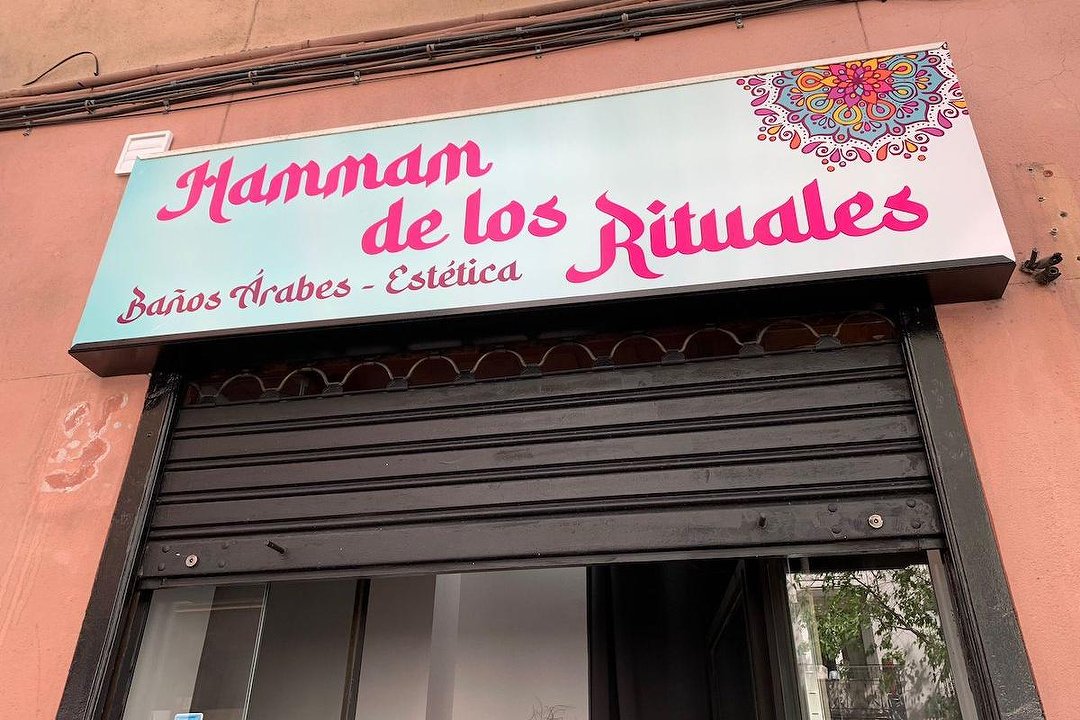 Hammam
de los Rituales
Baños Árabes - Estética